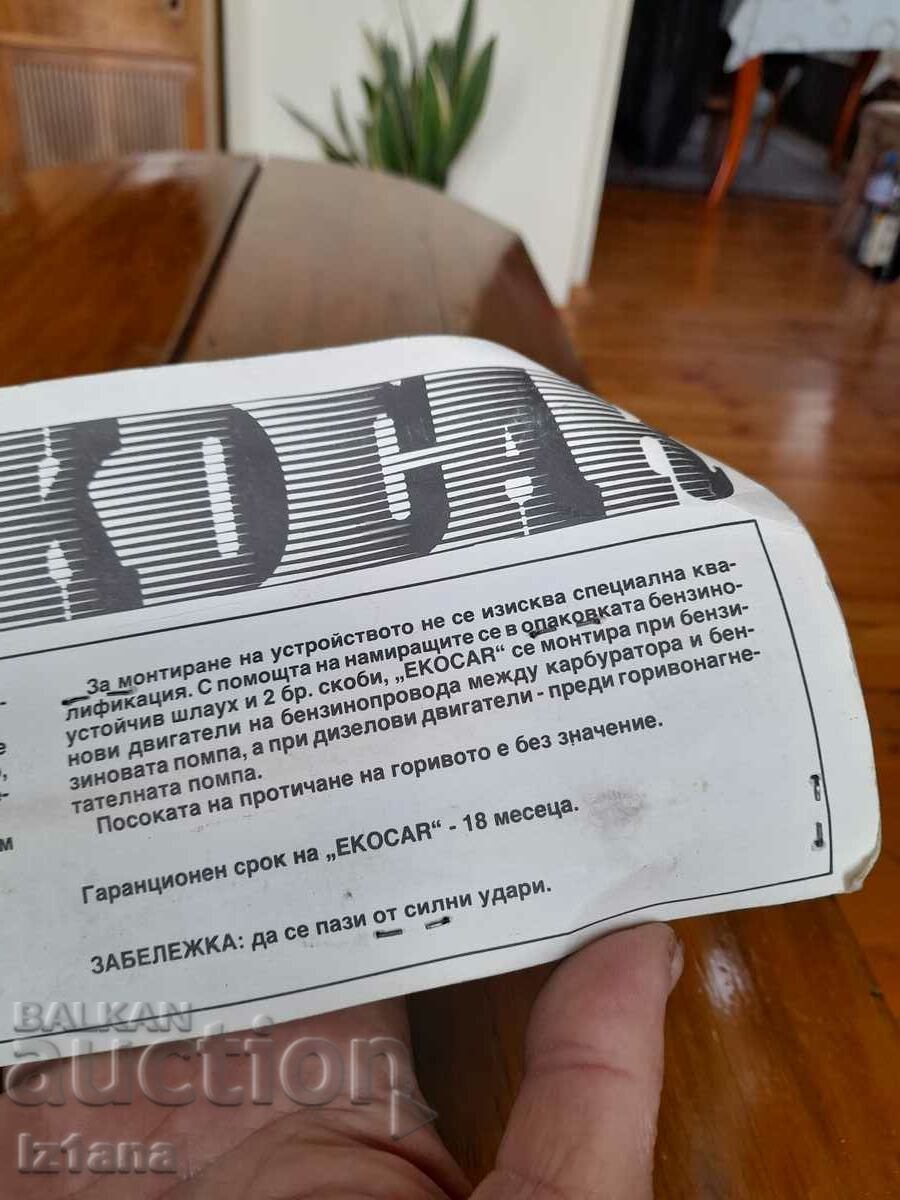 За монтиране на устройството не се изисква специална ква-
лификация. С помощта на намиращите се в опаковката бензино-
устойчив шлаух и 2 бр. скоби, „EKOCAR“ се монтира при бензи-
нови двигатели на бензинопровода между карбуратора и бен-
зиновата помпа, а при дизелови двигатели - преди горивонагне-
тателната помпа.
Посоката на протичане на горивото е без значение.
Гаранционен срок на „EKOCAR“ - 18 месеца.
ЗАБЕЛЕЖКА: да се пази от силни удари.
BALKAN
auction
iz1ana